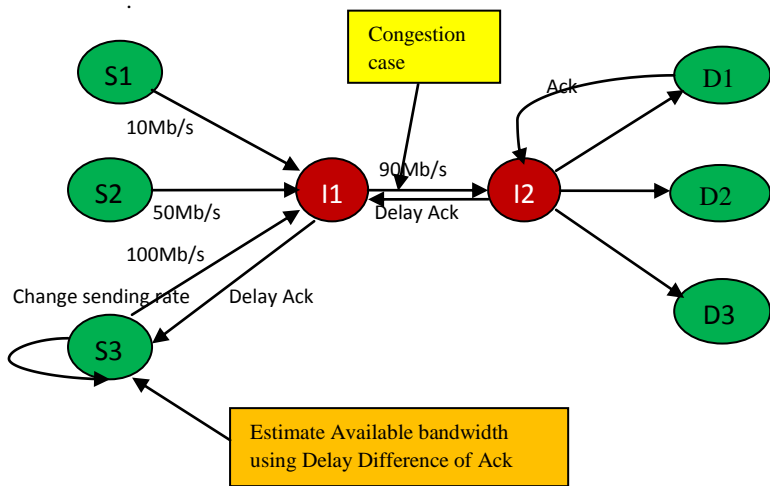 .
Congestion
case
S1
D1
Ack
10Mb/s
90Mb/s
S2
I1
I2
D2
50Mb/s
Delay Ack
100Mb/s
Change sending rate
Delay Ack
D3
S3
Estimate Available bandwidth
using Delay Difference of Ack